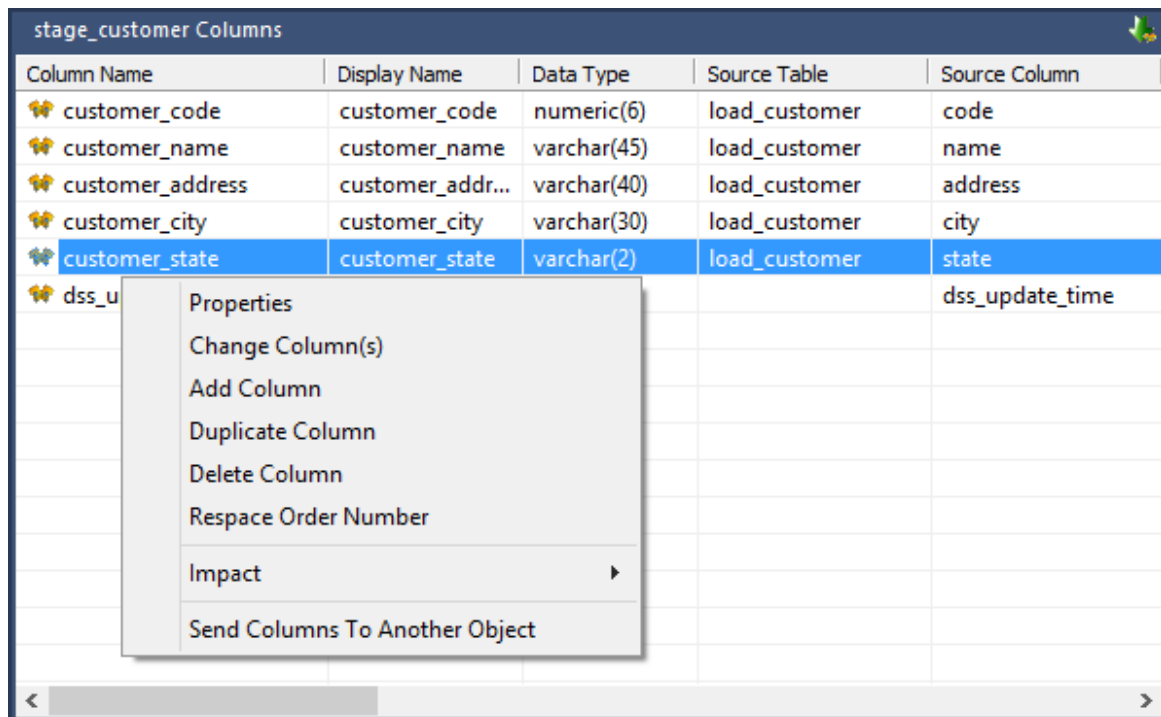 stage_customer Columns
Column Name Display Name Data Type Source Table Source Column
customer_code customer_code numeric(6) load_customer code
customer_name customer_name varchar(45) load_customer name
customer_address customer_addr... varchar(40) load_customer address
customer_city customer_city varchar(30) load_customer city
customer_state customer_state varchar(2) load_customer state
dss_u dss_update_time
Properties
Change Column(s)
Add Column
Duplicate Column
Delete Column
Respace Order Number
Impact
Send Columns To Another Object